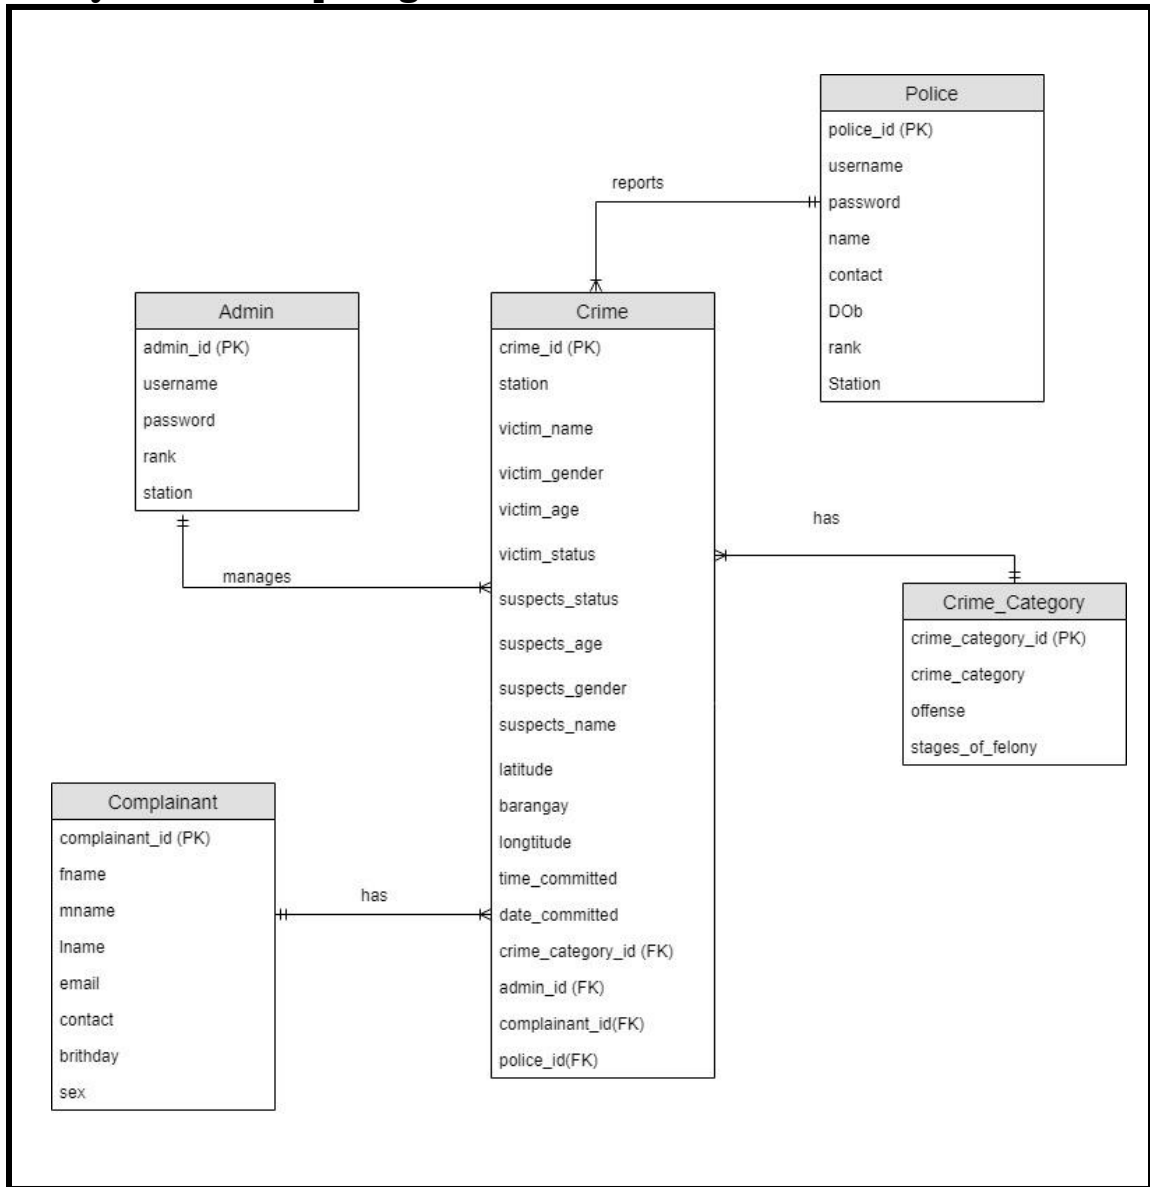 Police
police_id (PK)
username
password
name
contact
DOb
rank
Station
reports
Admin
admin_id (PK)
username
password
rank
station
manages
Crime
crime_id (PK)
station
victim_name
victim_gender
victim_age
victim_status
suspects_status
suspects_age
suspects_gender
suspects_name
latitude
barangay
longtitude
time_committed
date_committed
crime_category_id (FK)
admin_id (FK)
complainant_id(FK)
police_id(FK)
has
Crime_Category
crime_category_id (PK)
crime_category
offense
stages_of_felony
Complainant
complainant_id (PK)
fname
mname
lname
email
contact
brithday
sex
has